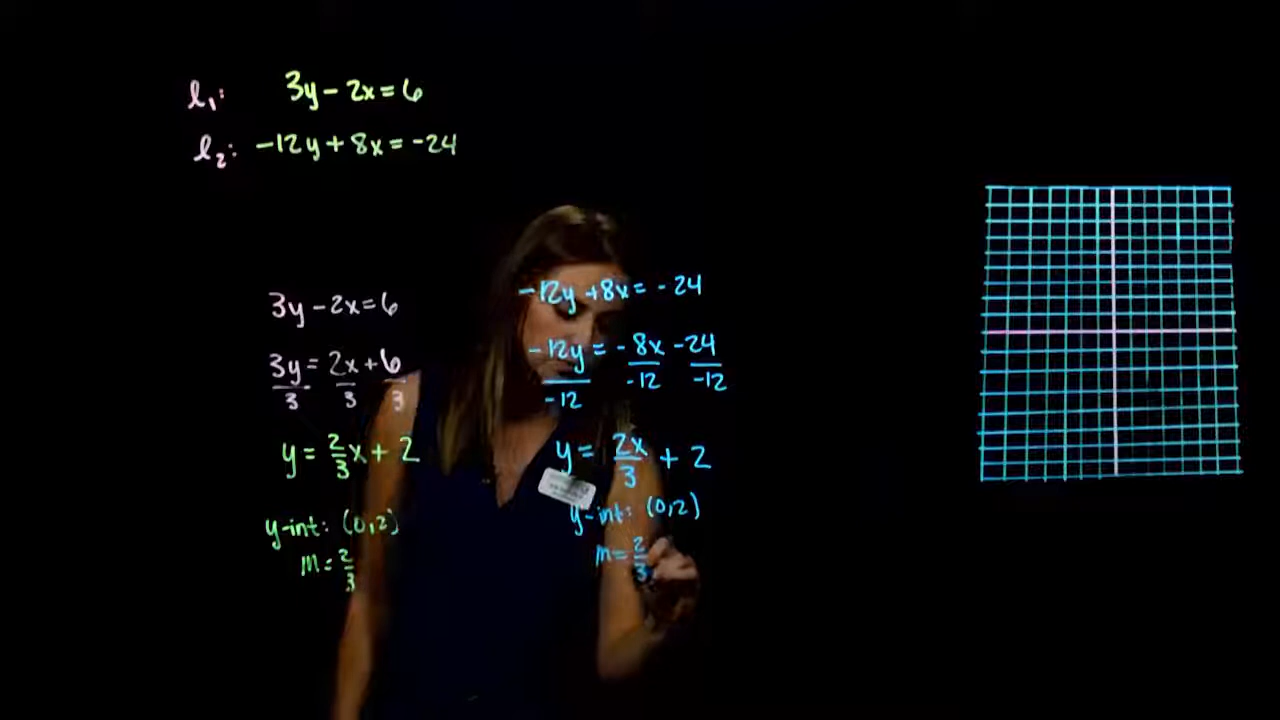 l₁: 3y - 2x = 6
l₂: -12y + 8x = -24
3y - 2x = 6
3y/3 = 2x/3 + 6/3
y = 2/3 x + 2
y-int: (0,2)
m = 2/3
-12y + 8x = -24
-12y/-12 = -8x/-12 -24/-12
y = 2x/3 + 2
y-int: (0,2)
m = 2/3